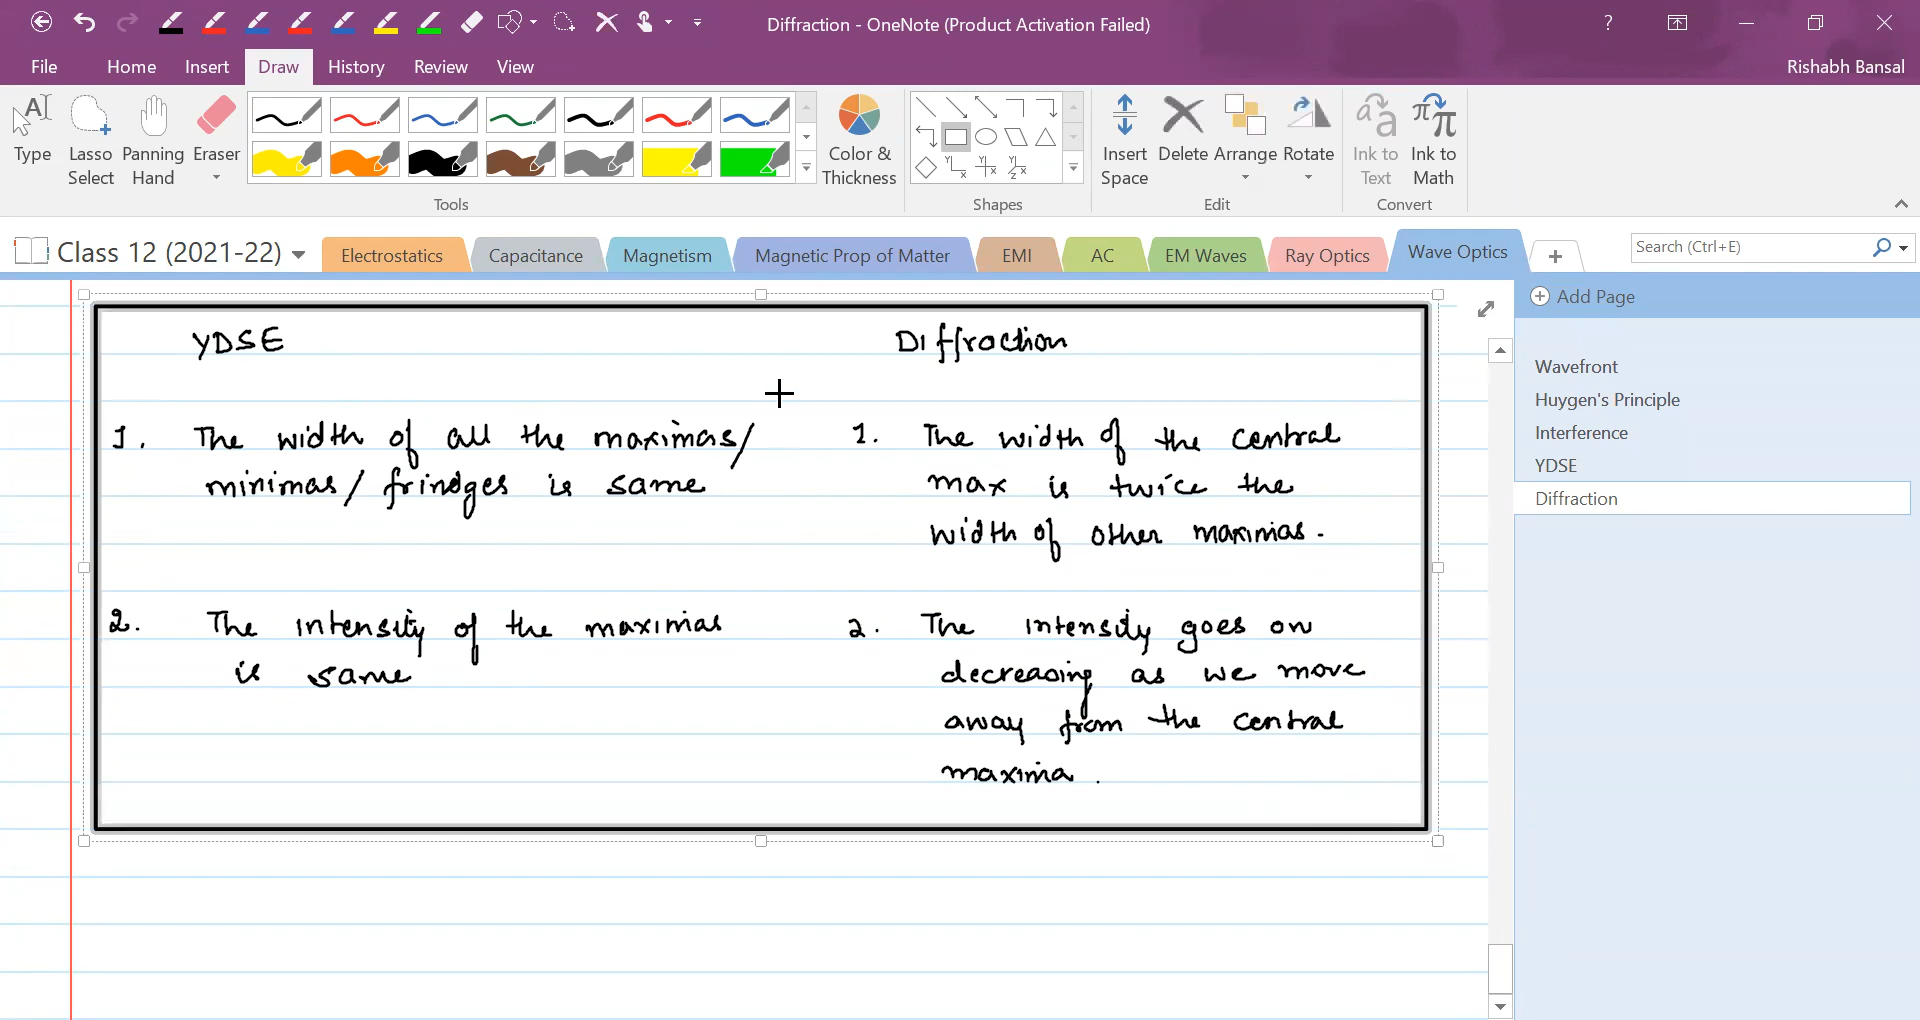 Diffraction - OneNote (Product Activation Failed)
?
File Home Insert Draw History Review View
Rishabh Bansal
Type
Lasso Select
Panning Hand
Eraser
Color & Thickness
Insert Space
Delete
Arrange
Rotate
Ink to Text
Ink to Math
Tools
Shapes
Edit
Convert
Class 12 (2021-22)
Electrostatics Capacitance Magnetism Magnetic Prop of Matter EMI AC EM Waves Ray Optics Wave Optics +
Search (Ctrl+E)
Add Page
Wavefront
Huygen's Principle
Interference
YDSE
Diffraction
YDSE
1. The width of all the maximas/
minimas/ frindges is same
2. The intensity of the maximas
is same
Diffraction
1. The width of the central
max is twice the
width of other maximas.
2. The intensity goes on
decreasing as we move
away from the central
maxima.